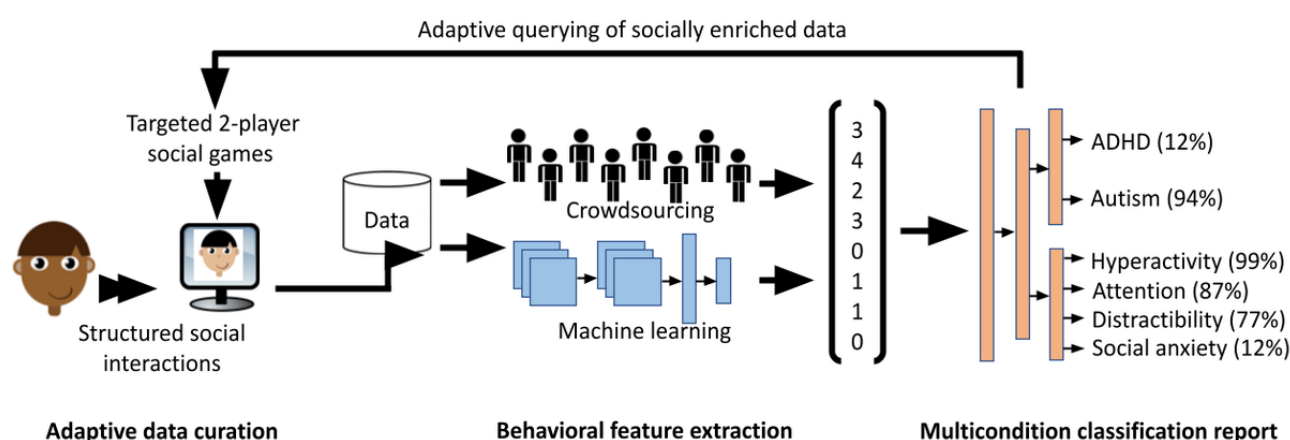 Adaptive querying of socially enriched data
Targeted 2-player
social games
Structured social
interactions
Data
Crowdsourcing
Machine learning
3
4
2
3
0
1
1
0
ADHD (12%)
Autism (94%)
Hyperactivity (99%)
Attention (87%)
Distractibility (77%)
Social anxiety (12%)
Adaptive data curation
Behavioral feature extraction
Multicondition classification report